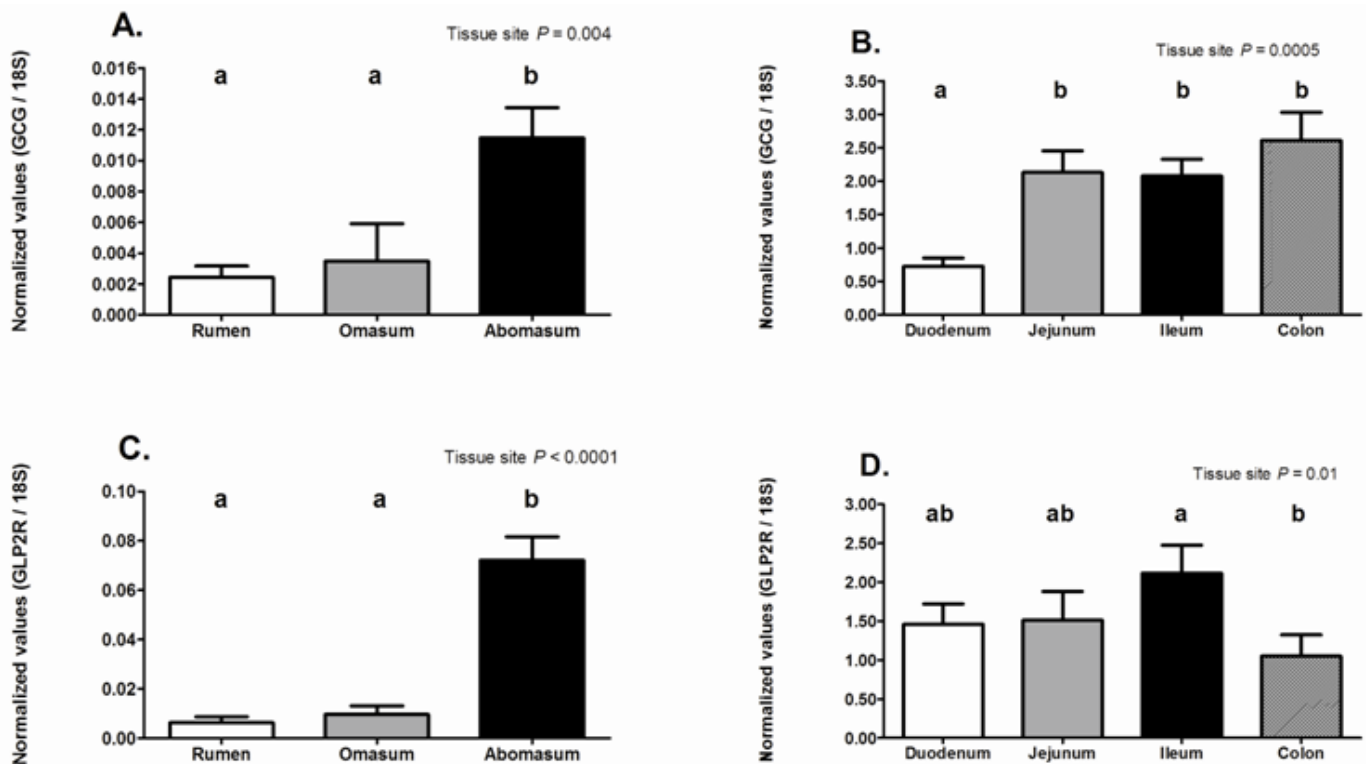 A.
Tissue site P = 0.004
Normalized values (GCG / 18S)
0.016
0.014
0.012
0.010
0.008
0.006
0.004
0.002
0.000
a a b
Rumen Omasum Abomasum
B.
Tissue site P = 0.0005
Normalized values (GCG / 18S)
3.50
3.00
2.50
2.00
1.50
1.00
0.50
0.00
a b b b
Duodenum Jejunum Ileum Colon
C.
Tissue site P < 0.0001
Normalized values (GLP2R / 18S)
0.10
0.08
0.06
0.04
0.02
0.00
a a b
Rumen Omasum Abomasum
D.
Tissue site P = 0.01
Normalized values (GLP2R / 18S)
3.00
2.50
2.00
1.50
1.00
0.50
0.00
ab ab a b
Duodenum Jejunum Ileum Colon